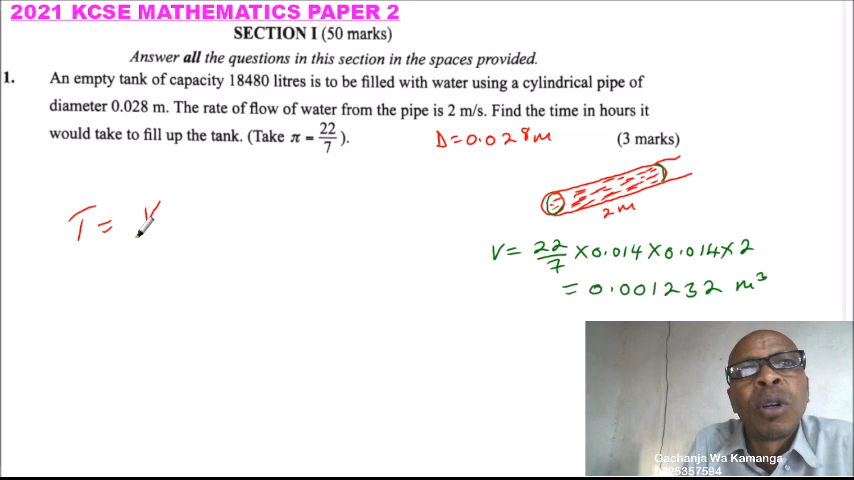 2021 KCSE MATHEMATICS PAPER 2
SECTION I (50 marks)
Answer all the questions in this section in the spaces provided.
1. An empty tank of capacity 18480 litres is to be filled with water using a cylindrical pipe of
diameter 0.028 m. The rate of flow of water from the pipe is 2 m/s. Find the time in hours it
would take to fill up the tank. (Take π = 22/7). (3 marks)
D=0.028m
2m
T= V
V= 22/7 ×0.014×0.014×2
= 0.001232 m³
Gachanja Wa Kamanga
0725357594